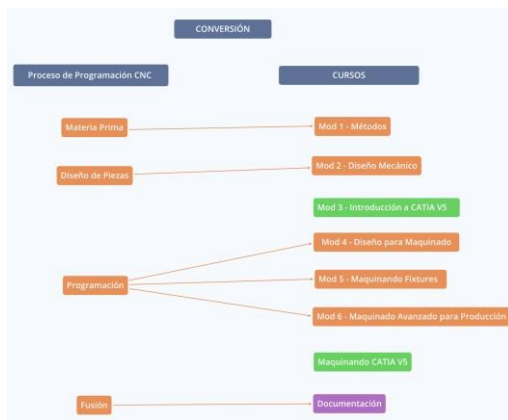 CONVERSIÓN
Proceso de Programación CNC
CURSOS
Materia Prima
Mod 1 - Métodos
Diseño de Piezas
Mod 2 - Diseño Mecánico
Mod 3 - Introducción a CATIA V5
Mod 4 - Diseño para Maquinado
Programación
Mod 5 - Maquinando Fixtures
Mod 6 - Maquinado Avanzado para Producción
Maquinando CATIA V5
Fusión
Documentación